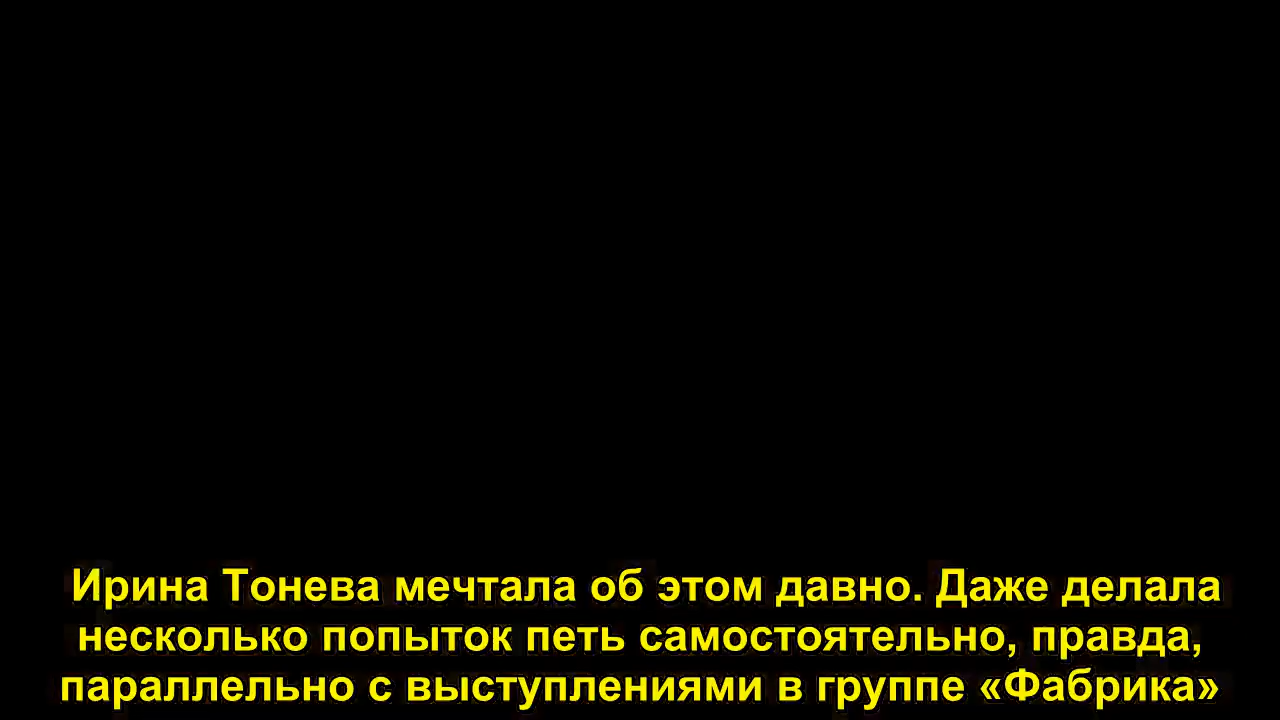 Ирина Тонева мечтала об этом давно. Даже делала
несколько попыток петь самостоятельно, правда,
параллельно с выступлениями в группе «Фабрика»